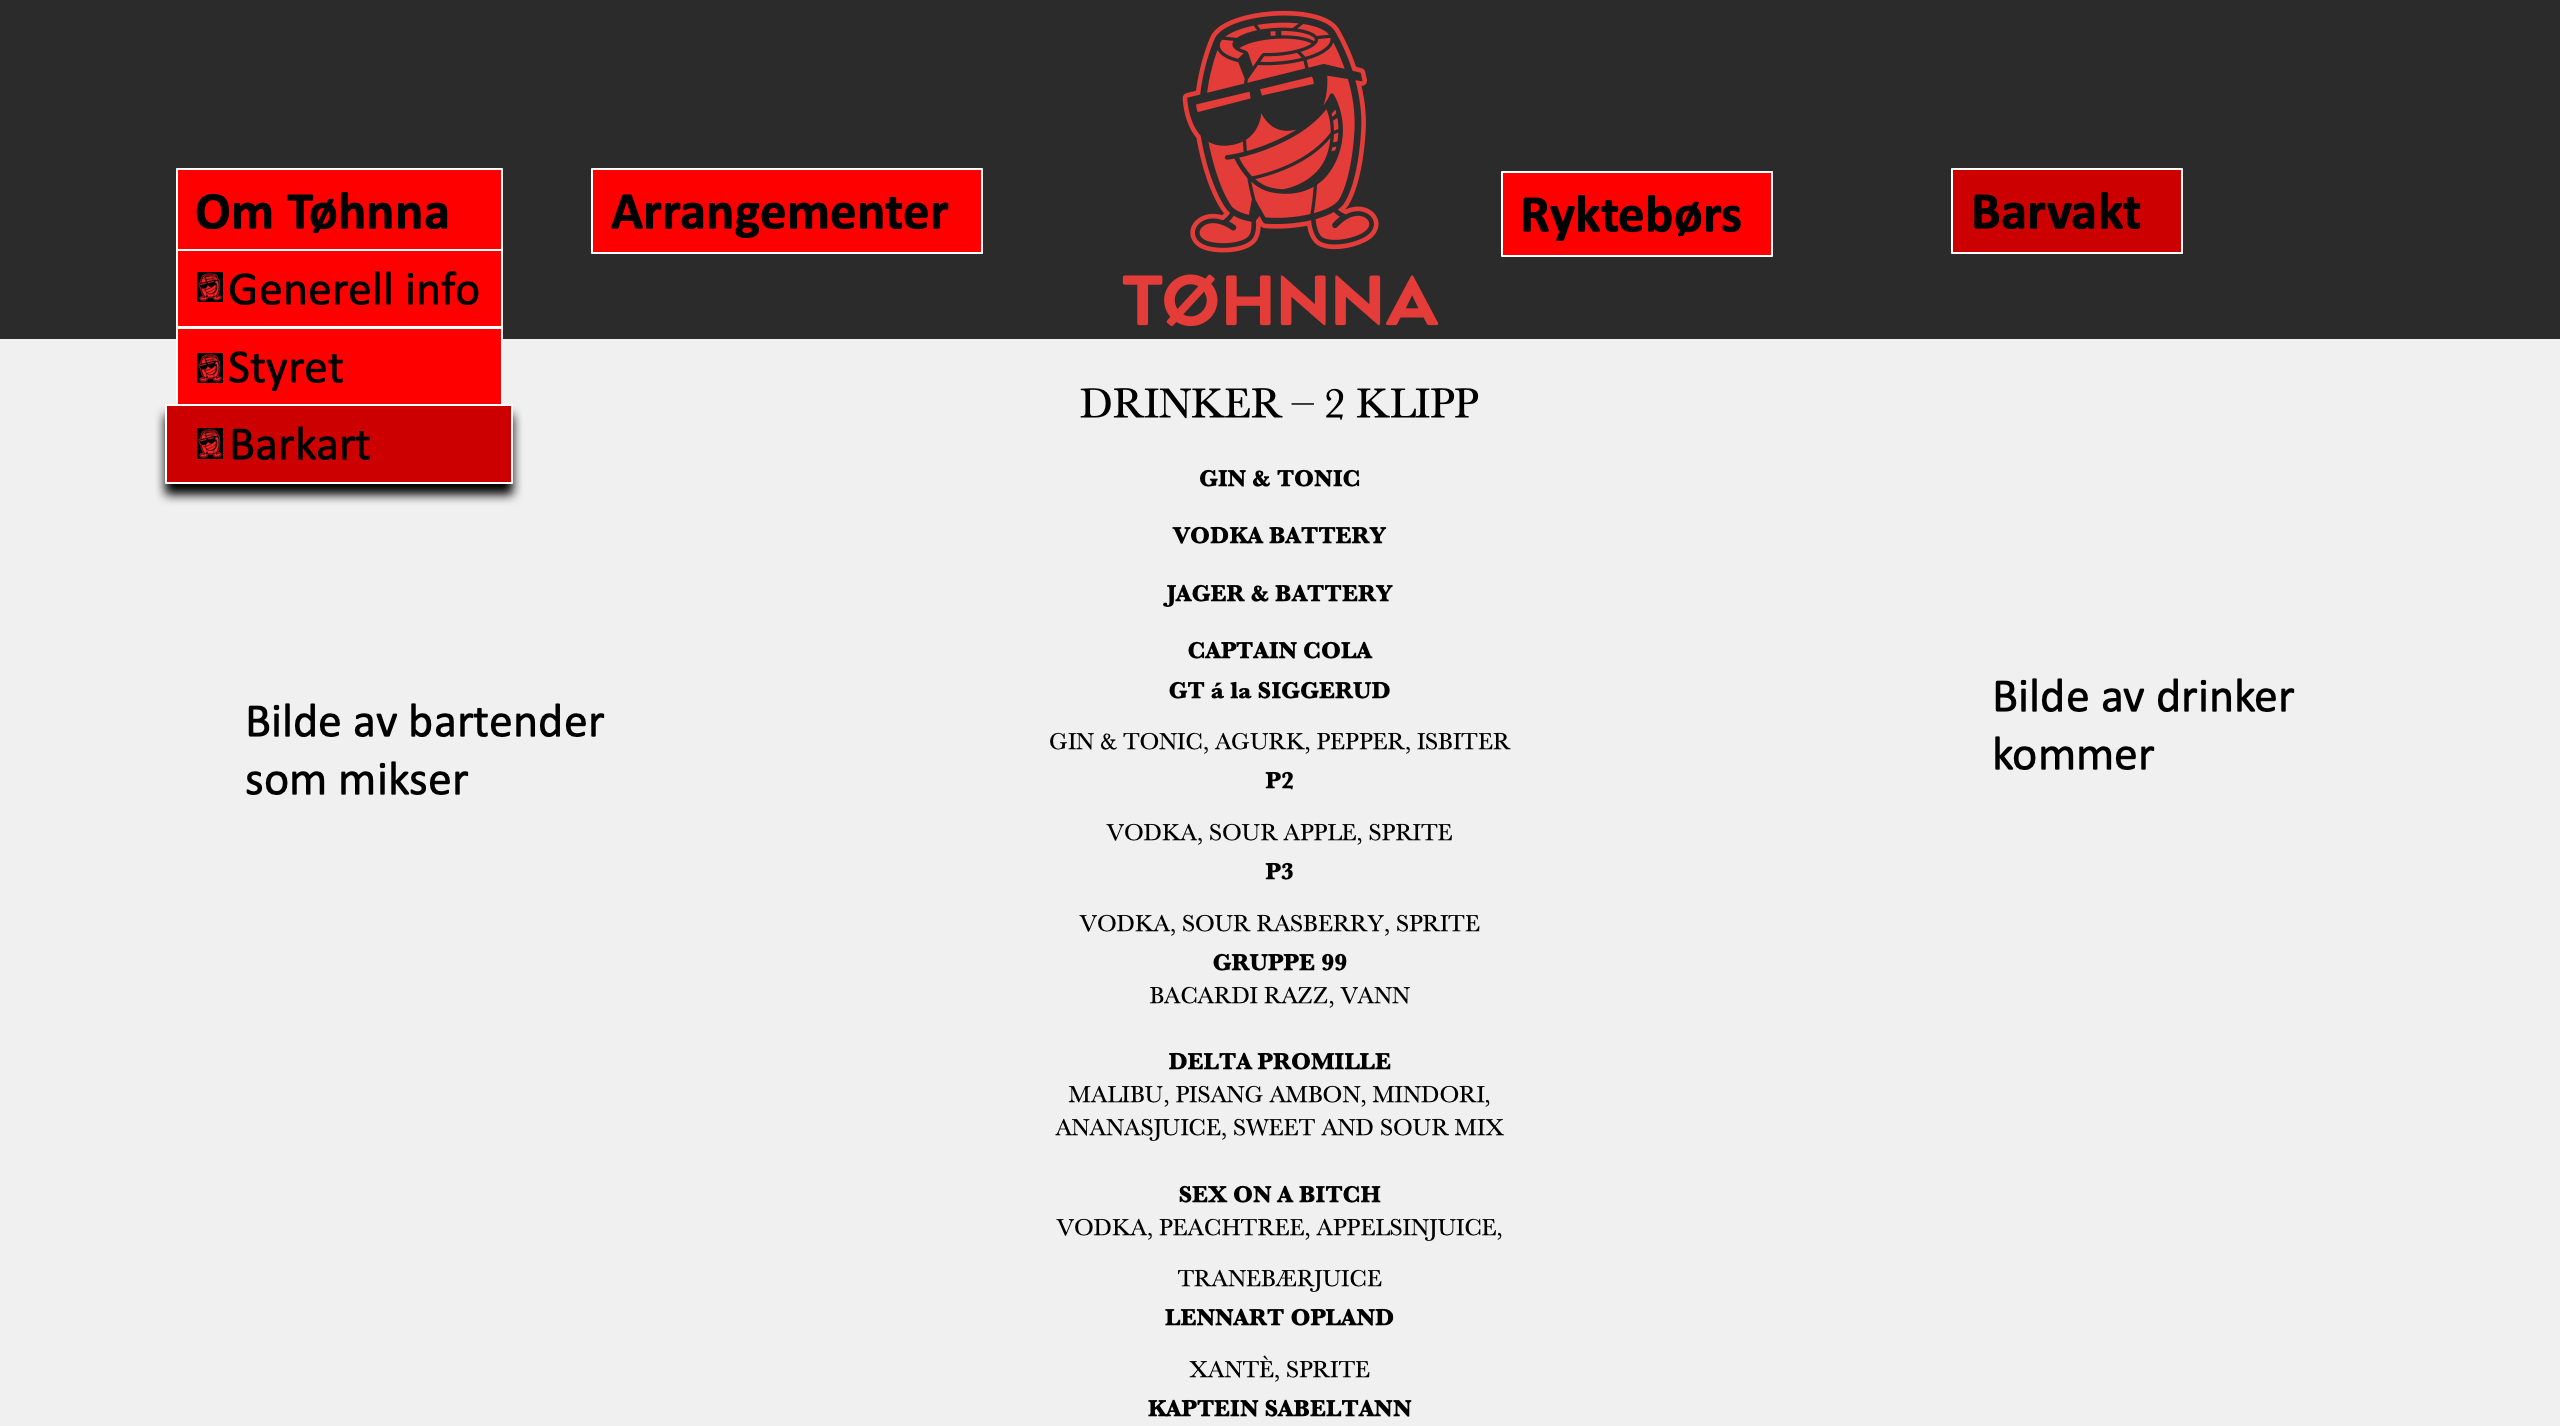 Om Tøhnna
Arrangementer
TØHNNA
Ryktebørs
Barvakt
Generell info
Styret
Barkart
DRINKER – 2 KLIPP
GIN & TONIC
VODKA BATTERY
JAGER & BATTERY
CAPTAIN COLA
GT á la SIGGERUD
GIN & TONIC, AGURK, PEPPER, ISBITER
P2
VODKA, SOUR APPLE, SPRITE
P3
VODKA, SOUR RASBERRY, SPRITE
GRUPPE 99
BACARDI RAZZ, VANN
DELTA PROMILLE
MALIBU, PISANG AMBON, MINDORI,
ANANASJUICE, SWEET AND SOUR MIX
SEX ON A BITCH
VODKA, PEACHTREE, APPELSINJUICE,
TRANEBÆRJUICE
LENNART OPLAND
XANTÈ, SPRITE
KAPTEIN SABELTANN
Bilde av bartender
som mikser
Bilde av drinker
kommer